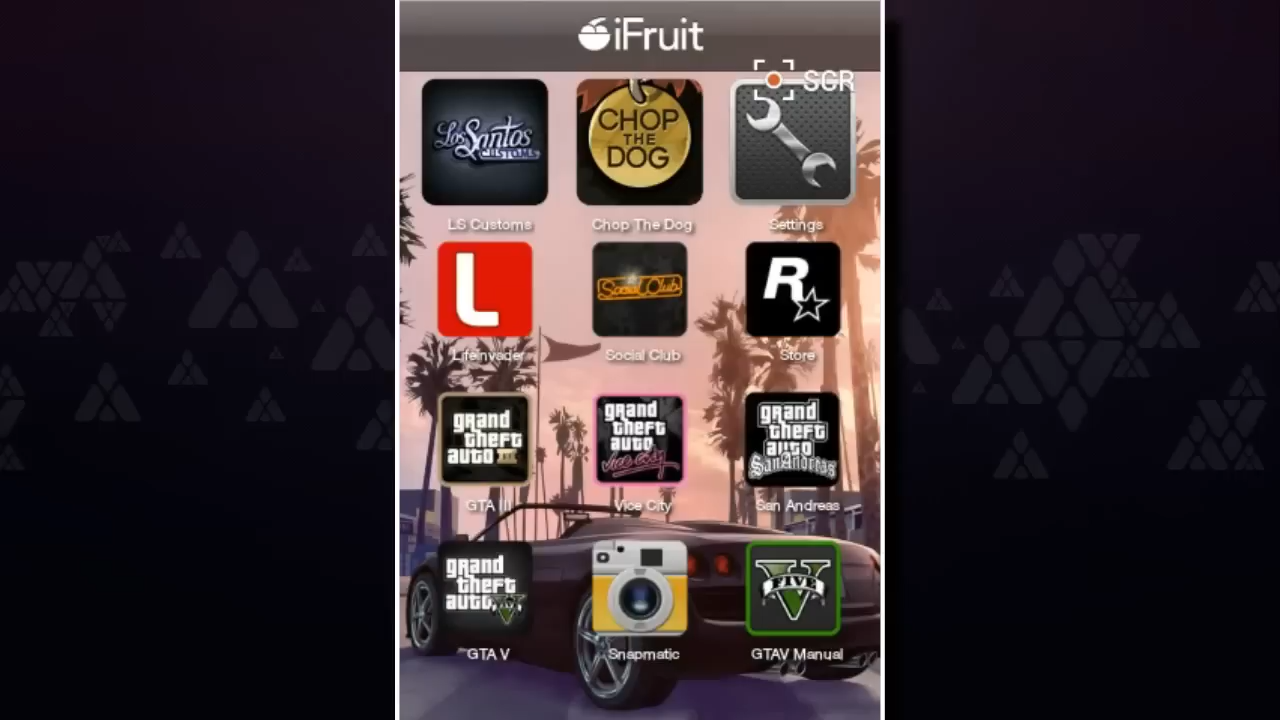 iFruit
SCR
Los Santos
CUSTOMS
CHOP
THE
DOG
LS Customs
Chop The Dog
Settings
L
Social Club
R
Lifeinvader
Social Club
Store
grand
theft
auto III
grand
theft
auto
Vice City
grand
theft
auto
San Andreas
GTA III
Vice City
San Andreas
grand
theft
auto V
FIVE
V
GTA V
Snapmatic
GTAV Manual